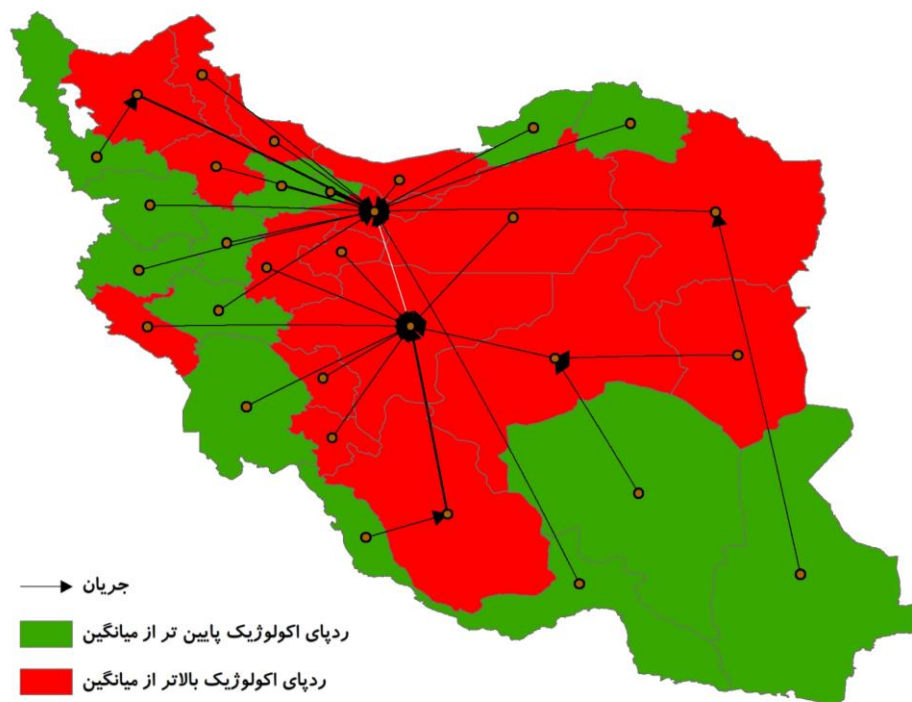 جریان
ردپای اکولوژیک پایین تر از میانگین
ردپای اکولوژیک بالاتر از میانگین